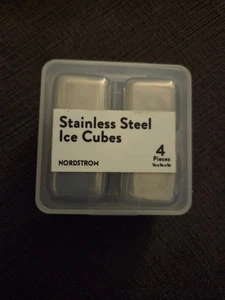 Stainless Steel
Ice Cubes
NORDSTROM
4
Pieces